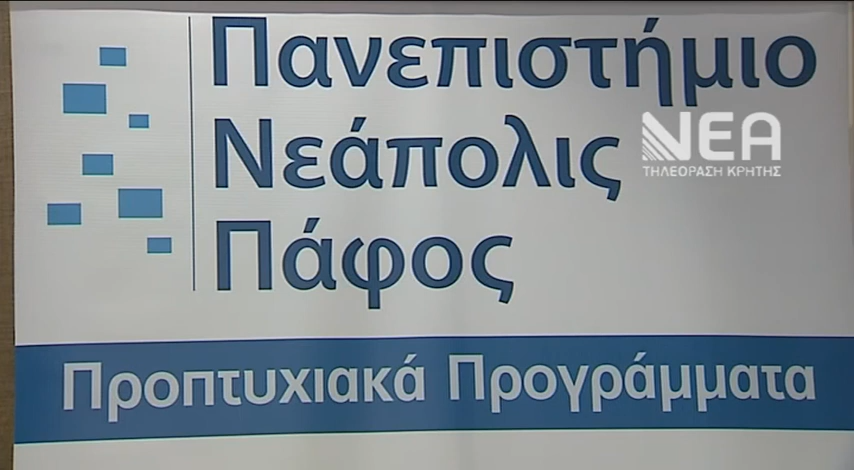 Πανεπιστήμιο
Νεάπολις
Πάφος
ΝΕΑ
ΤΗΛΕΟΡΑΣΗ ΚΡΗΤΗΣ
Προπτυχιακά Προγράμματα